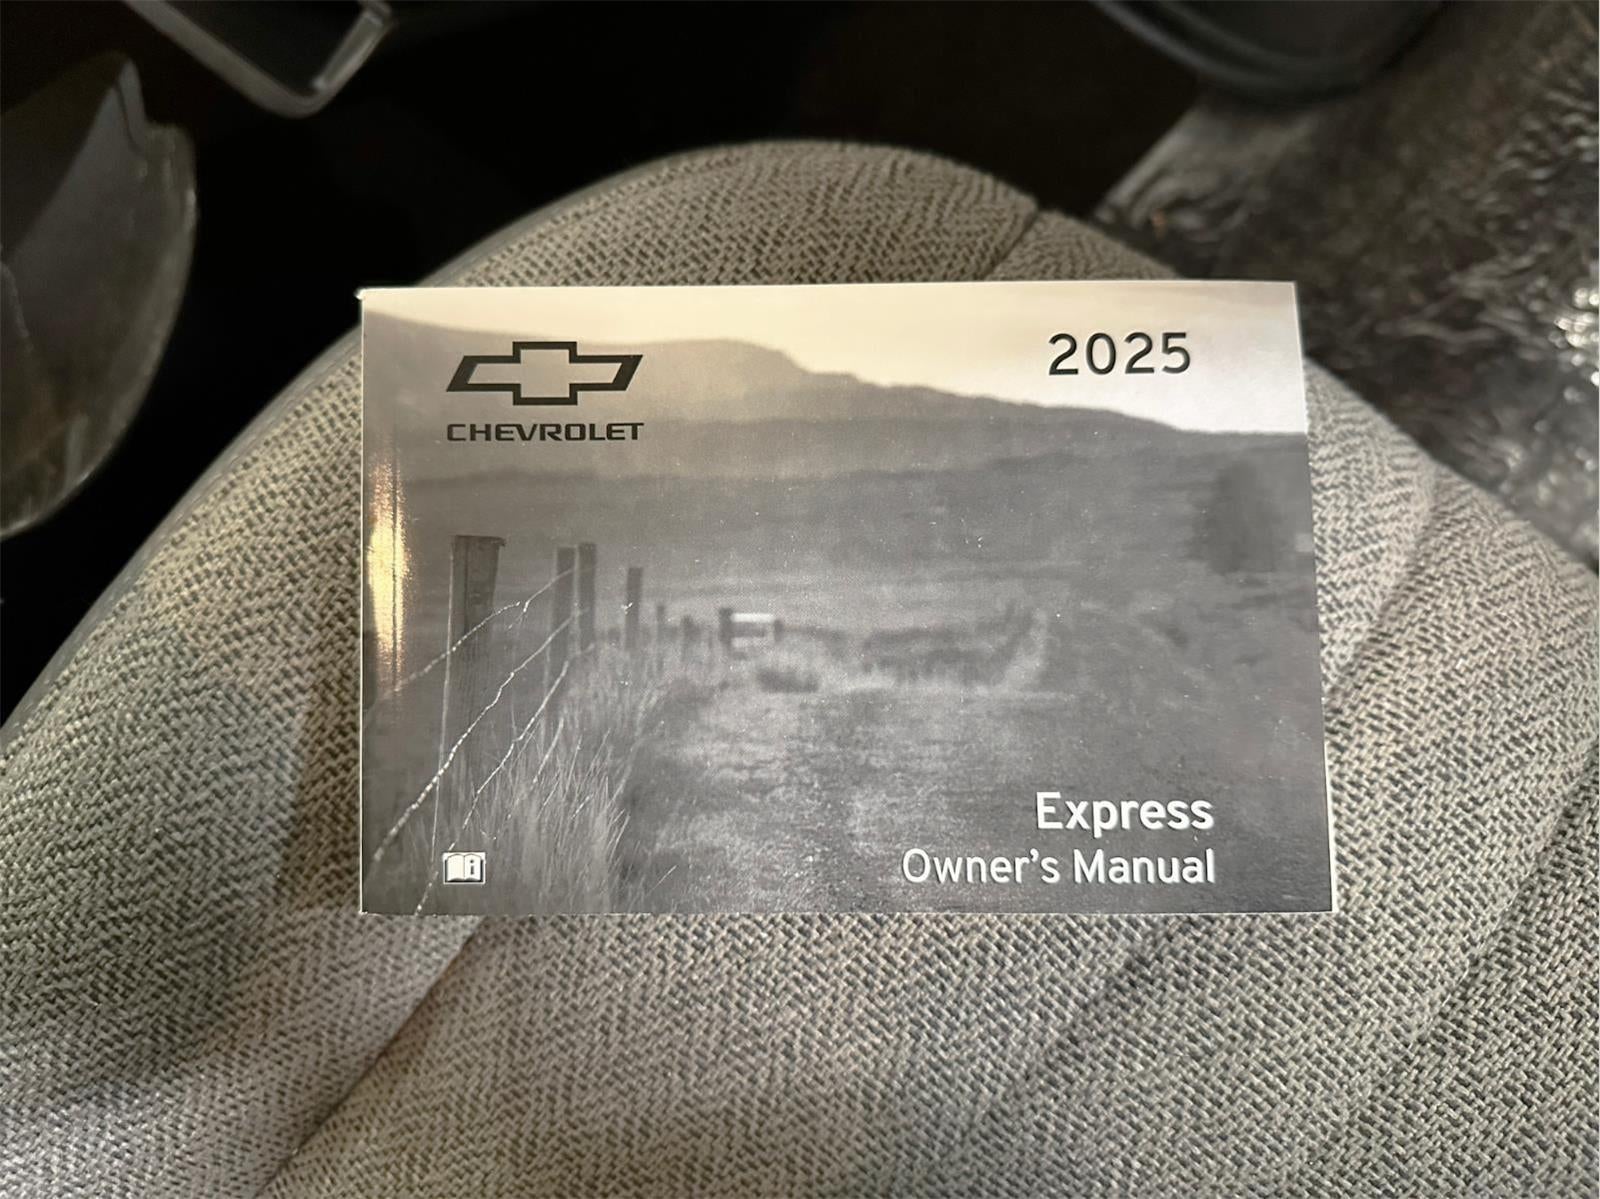 CHEVROLET
2025
Express
Owner's Manual